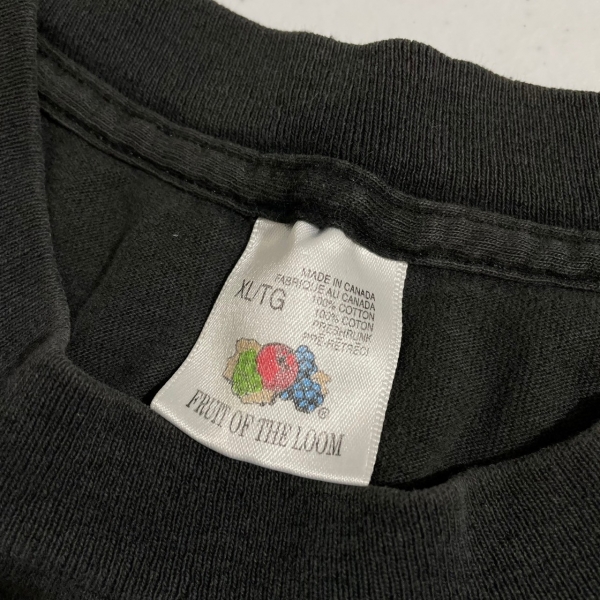 XL/TG
MADE IN CANADA
FABRIQUE AU CANADA
100% COTTON
100% COTON
PRESHRUNK
PRE-RETRECI
®
FRUIT OF THE LOOM